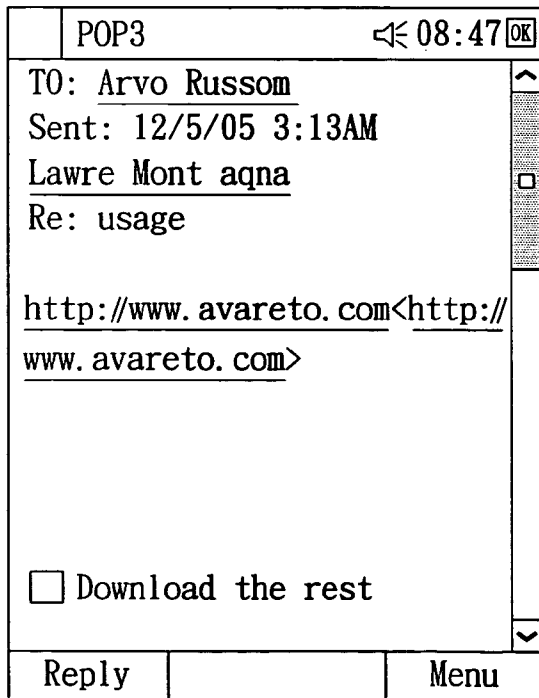 POP3 08:47 OK
TO: Arvo Russom
Sent: 12/5/05 3:13AM
Lawre Mont aqna
Re: usage
http://www.avareto.com<http://
www.avareto.com>
Download the rest
Reply Menu